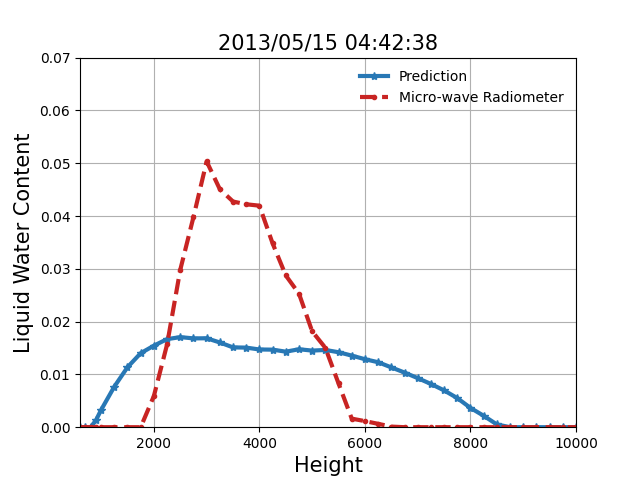 2013/05/15 04:42:38
Prediction
Micro-wave Radiometer
Liquid Water Content
0.07
0.06
0.05
0.04
0.03
0.02
0.01
0.00
2000 4000 6000 8000 10000
Height